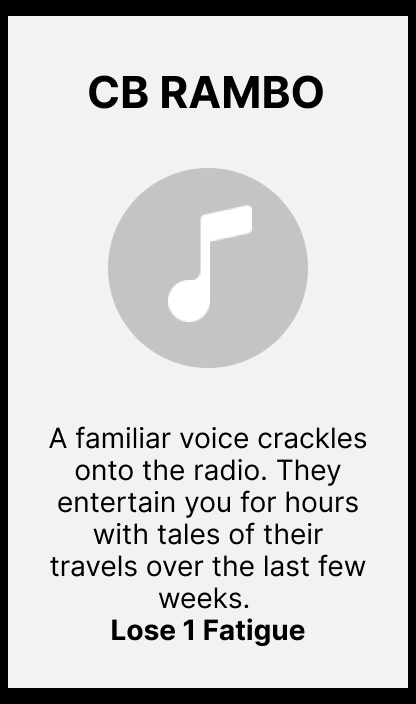 CB RAMBO
A familiar voice crackles
onto the radio. They
entertain you for hours
with tales of their
travels over the last few
weeks.
Lose 1 Fatigue